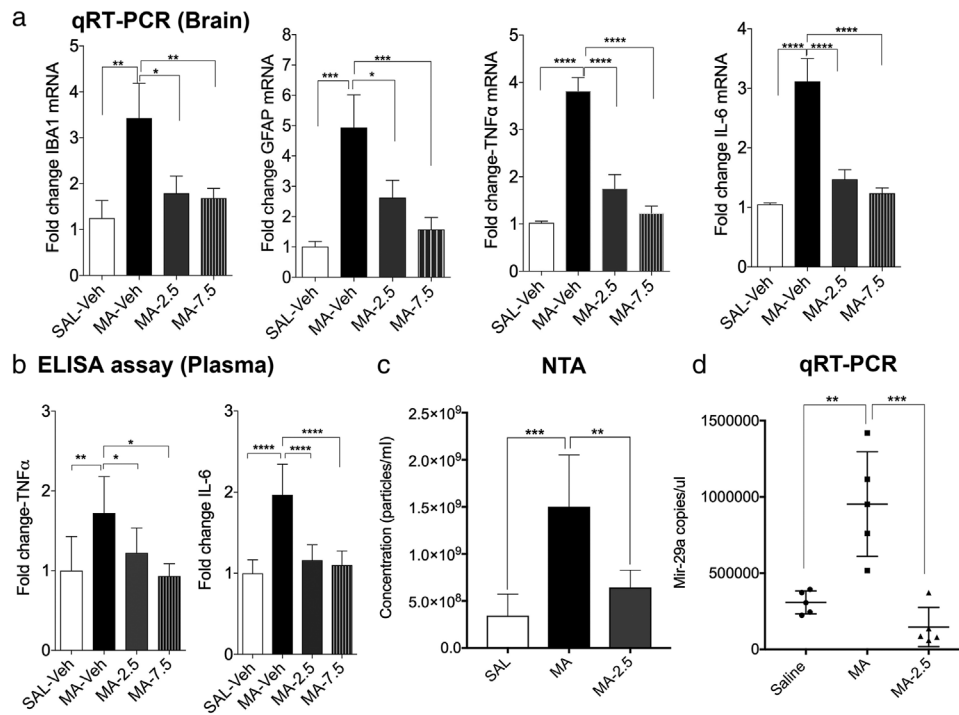 a
qRT-PCR (Brain)
Fold change IBA1 mRNA
5
4
3
2
1
0
**
**
*
SAL-Veh
MA-Veh
MA-2.5
MA-7.5
Fold change GFAP mRNA
8
7
6
5
4
3
2
1
0
***
***
*
SAL-Veh
MA-Veh
MA-2.5
MA-7.5
Fold change-TNFα mRNA
5
4
3
2
1
0
****
****
****
SAL-Veh
MA-Veh
MA-2.5
MA-7.5
Fold change IL-6 mRNA
4
3
2
1
0
****
****
****
SAL-Veh
MA-Veh
MA-2.5
MA-7.5
b
ELISA assay (Plasma)
Fold change-TNFα
3
2
1
0
*
**
*
SAL-Veh
MA-Veh
MA-2.5
MA-7.5
Fold change IL-6
3
2
1
0
****
****
****
SAL-Veh
MA-Veh
MA-2.5
MA-7.5
c
NTA
Concentration (particles/ml)
2.5×10⁹
2.0×10⁹
1.5×10⁹
1.0×10⁹
5.0×10⁸
0
***
**
SAL
MA
MA-2.5
d
qRT-PCR
Mir-29a copies/ul
1500000
1000000
500000
0
**
***
Saline
MA
MA-2.5